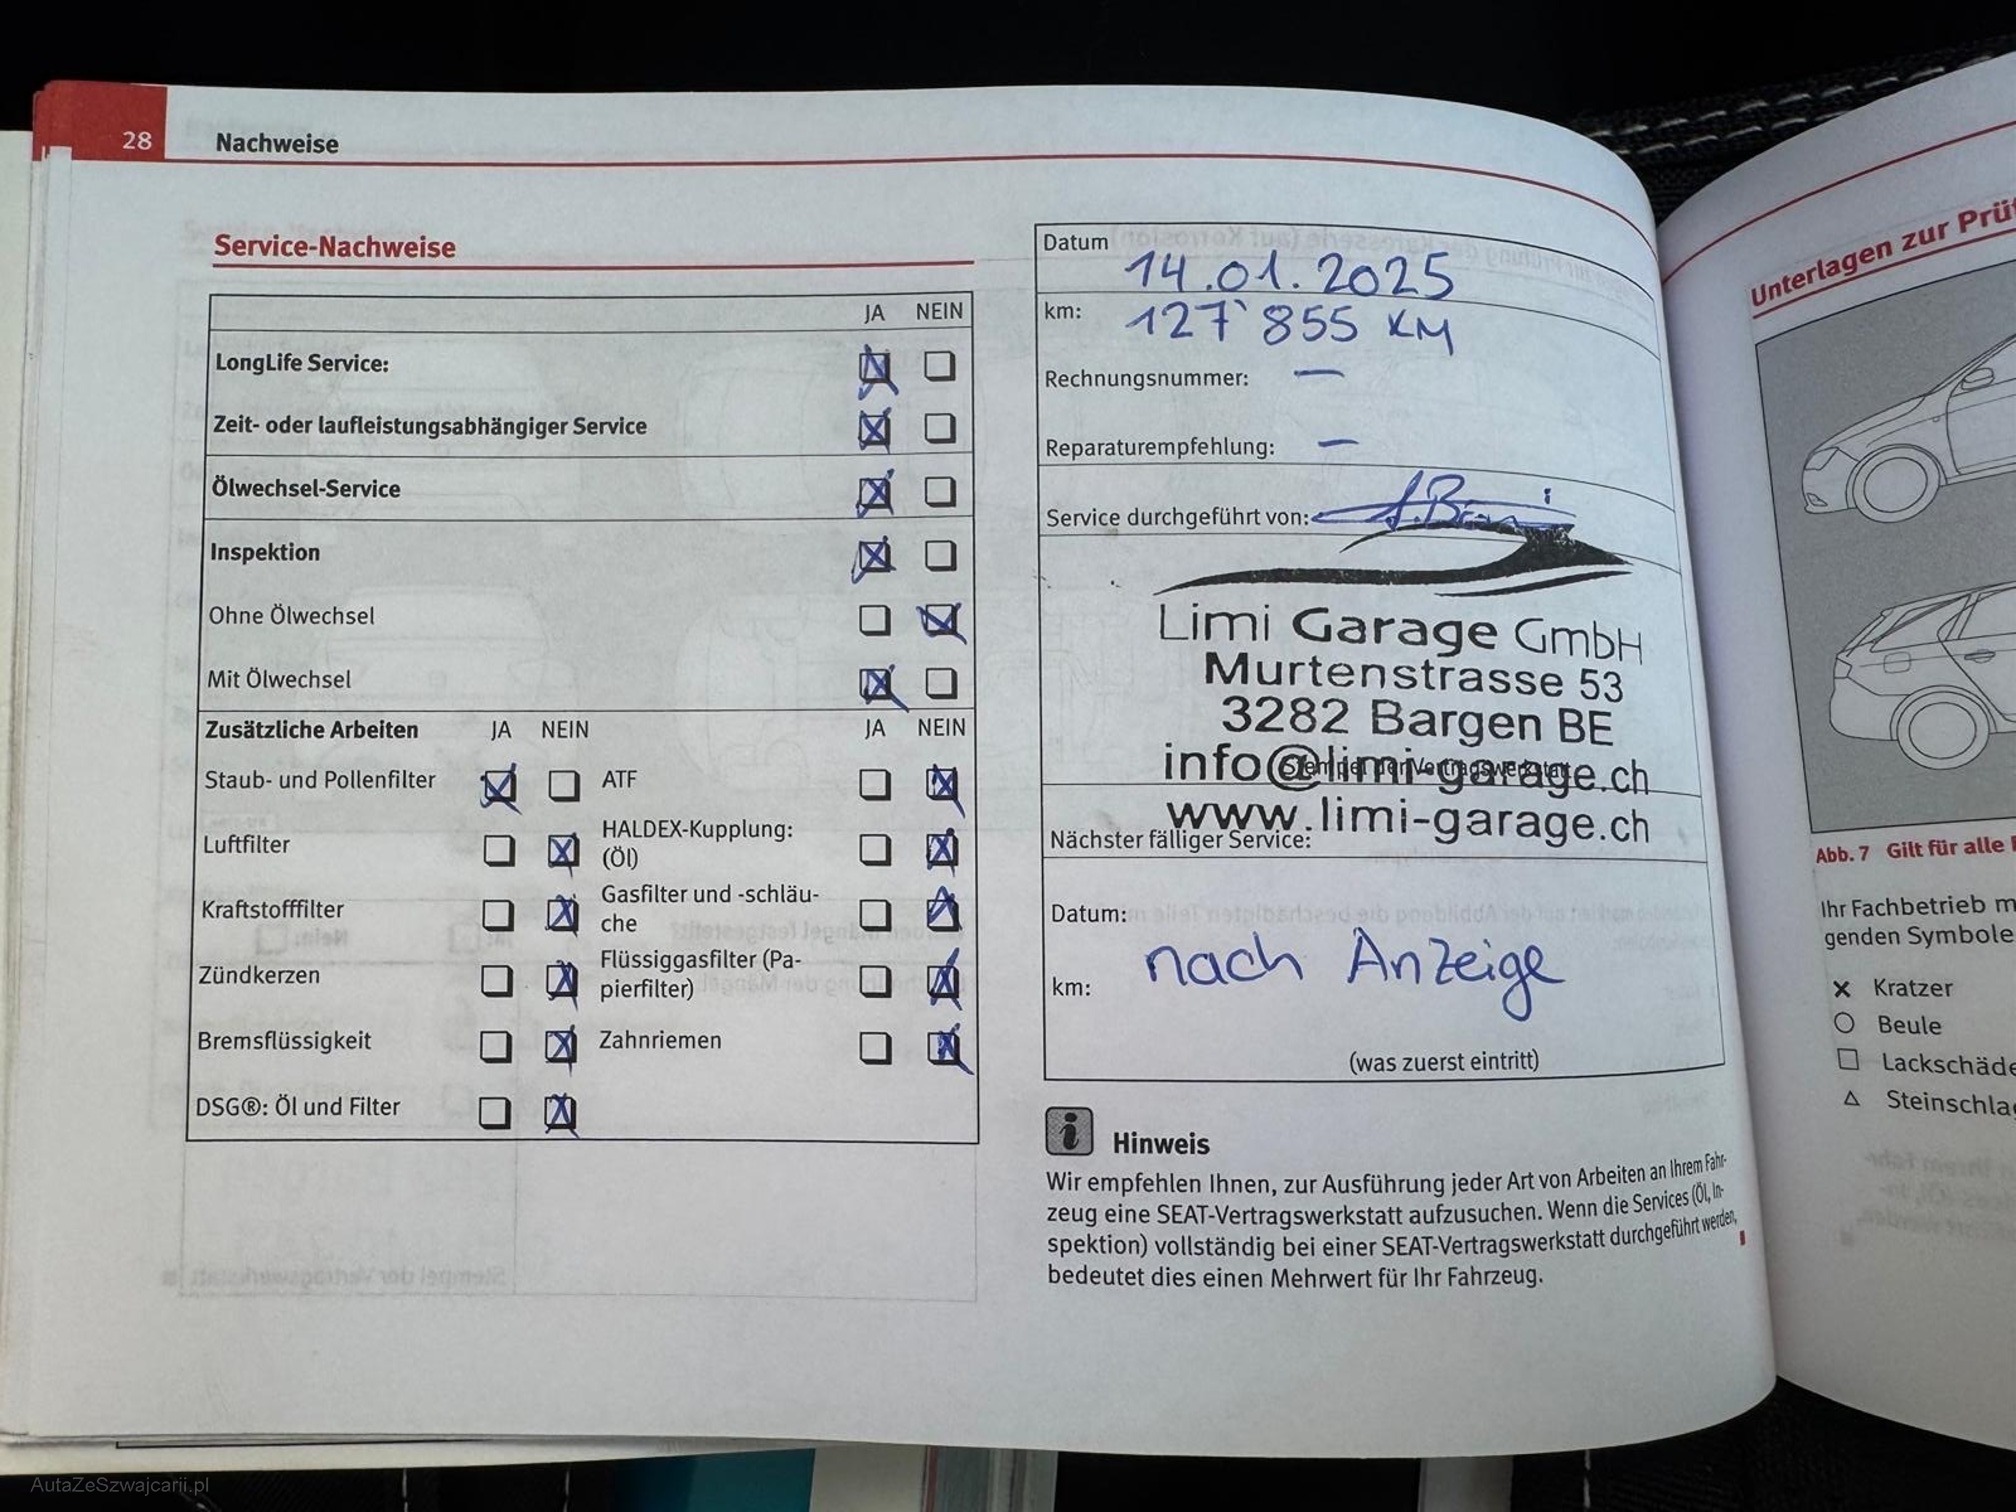 28 Nachweise
Service-Nachweise
JA NEIN
LongLife Service:
Zeit- oder laufleistungsabhängiger Service
Ölwechsel-Service
Inspektion
Ohne Ölwechsel
Mit Ölwechsel
Zusätzliche Arbeiten JA NEIN JA NEIN
Staub- und Pollenfilter ATF
Luftfilter HALDEX-Kupplung:
(Öl)
Kraftstofffilter Gasfilter und -schläu-
che
Zündkerzen Flüssiggasfilter (Pa-
pierfilter)
Bremsflüssigkeit Zahnriemen
DSG®: Öl und Filter
Datum
14.01.2025
km: 127'855 KM
Rechnungsnummer: —
Reparaturempfehlung: —
Service durchgeführt von:
Limi Garage GmbH
Murtenstrasse 53
3282 Bargen BE
info@limi-garage.ch
Stempel der Vertragswerkstatt
www.limi-garage.ch
Nächster fälliger Service:
Datum:
nach Anzeige
km:
(was zuerst eintritt)
Hinweis
Wir empfehlen Ihnen, zur Ausführung jeder Art von Arbeiten an Ihrem Fahr-
zeug eine SEAT-Vertragswerkstatt aufzusuchen. Wenn die Services (Öl, In-
spektion) vollständig bei einer SEAT-Vertragswerkstatt durchgeführt werden,
bedeutet dies einen Mehrwert für Ihr Fahrzeug.
Unterlagen zur Prü
Abb. 7 Gilt für alle
Ihr Fachbetrieb m
genden Symbole
Kratzer
Beule
Lackschäde
Steinschla
AutaZeSzwajcarii.pl